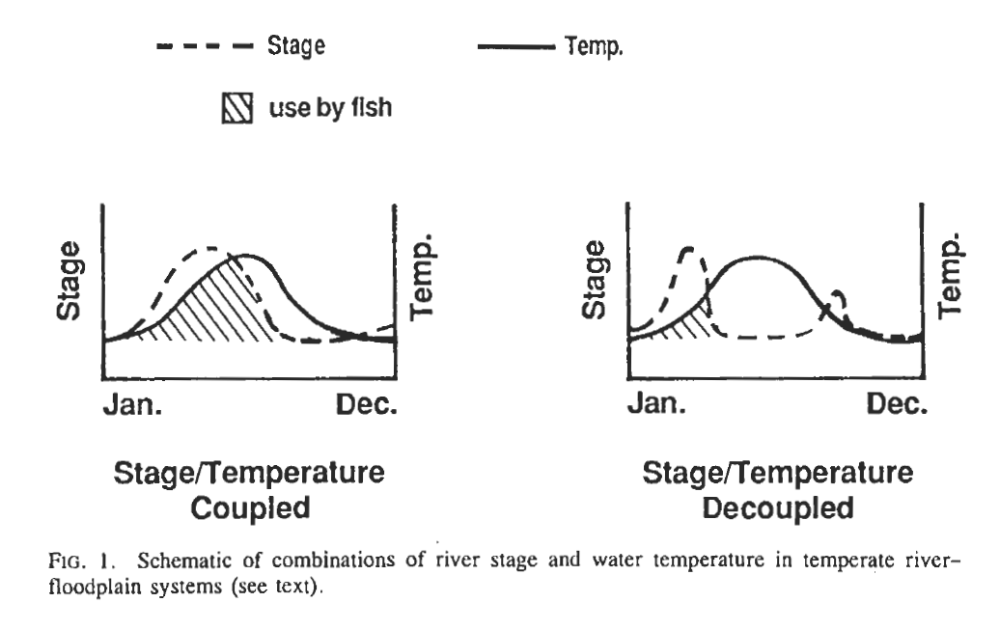 Stage
Temp.
use by fish
Stage
Temp.
Jan.
Dec.
Stage/Temperature
Coupled
Stage
Temp.
Jan.
Dec.
Stage/Temperature
Decoupled
FIG. 1. Schematic of combinations of river stage and water temperature in temperate river–
floodplain systems (see text).